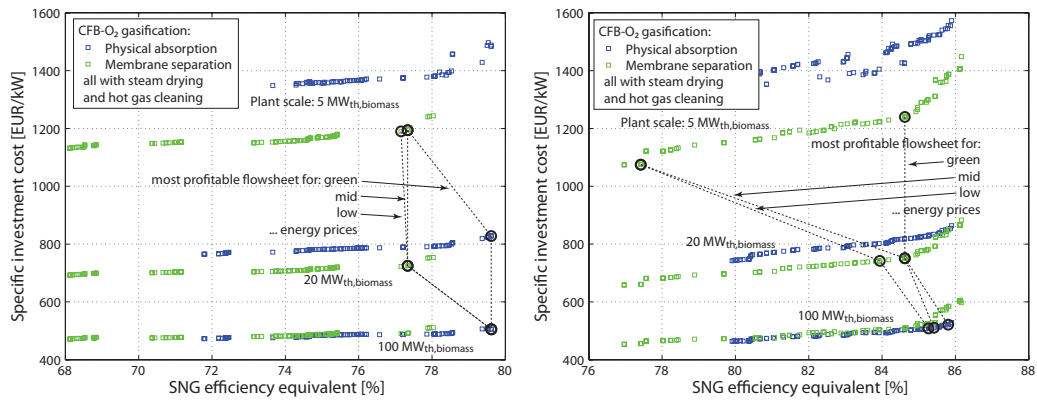 Specific investment cost [EUR/kW]
1600
1400
1200
1000
800
600
400
CFB-O₂ gasification:
Physical absorption
Membrane separation
all with steam drying
and hot gas cleaning
Plant scale: 5 MWth,biomass
most profitable flowsheet for: green
mid
low
... energy prices
20 MWth,biomass
100 MWth,biomass
68 70 72 74 76 78 80
SNG efficiency equivalent [%]
Specific investment cost [EUR/kW]
1600
1400
1200
1000
800
600
400
CFB-O₂ gasification:
Physical absorption
Membrane separation
all with steam drying
and hot gas cleaning
Plant scale: 5 MWth,biomass
most profitable flowsheet for:
green
mid
low
... energy prices
20 MWth,biomass
100 MWth,biomass
76 78 80 82 84 86 88
SNG efficiency equivalent [%]